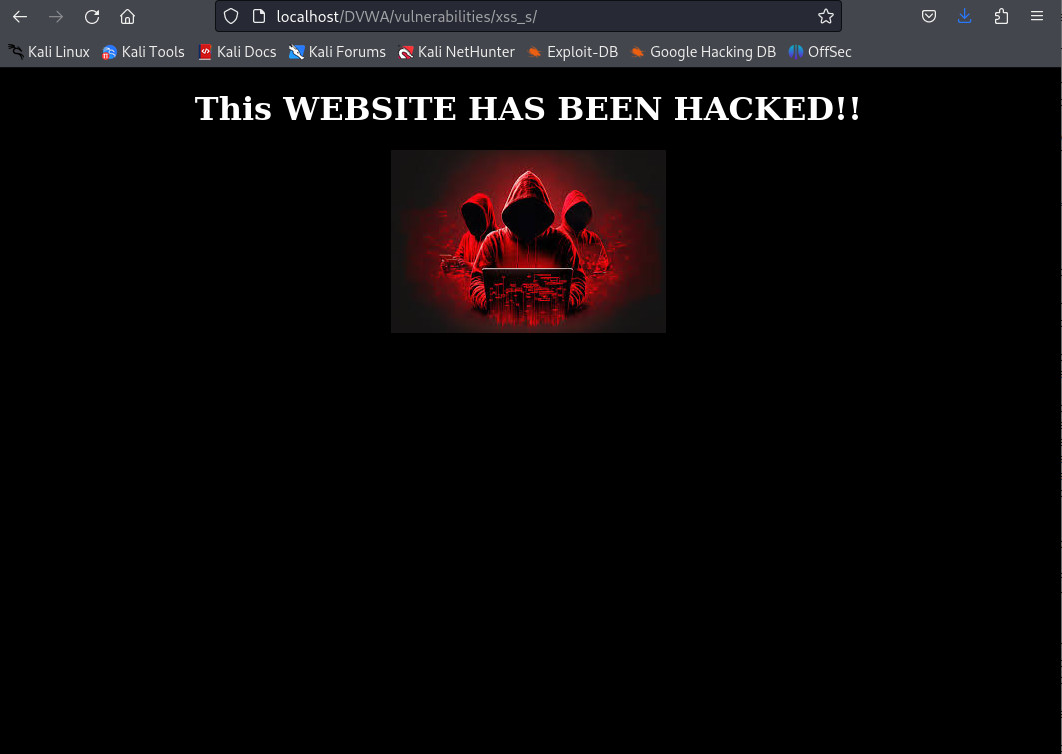 localhost/DVWA/vulnerabilities/xss_s/
Kali Linux Kali Tools Kali Docs Kali Forums Kali NetHunter Exploit-DB Google Hacking DB OffSec
This WEBSITE HAS BEEN HACKED!!